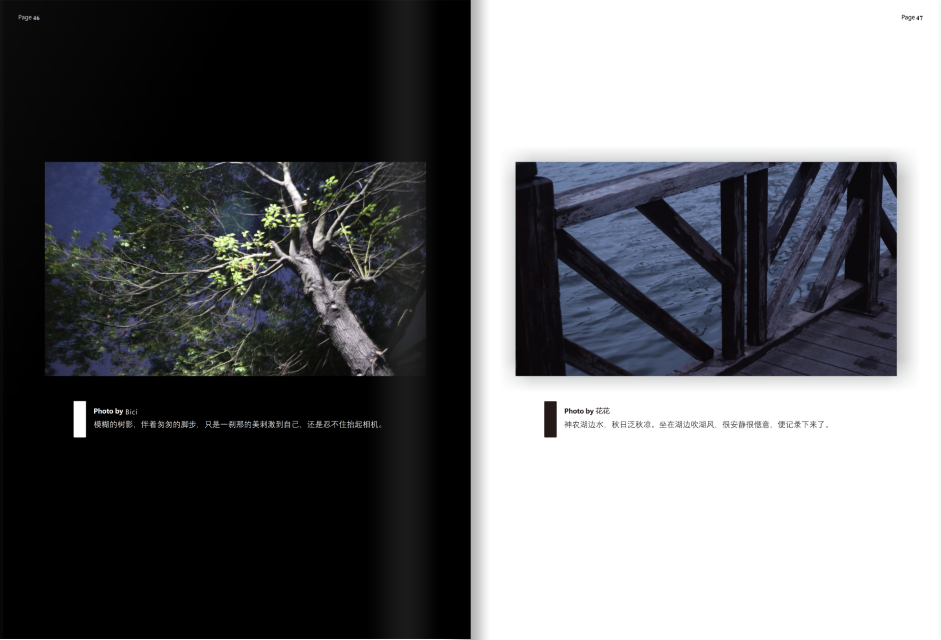 Page 46
Photo by Bici
模糊的树影，伴着匆匆的脚步，只是一刹那的美刺激到自己，还是忍不住抬起相机。
Page 47
Photo by 花花
神农湖边水，秋日泛秋凉。坐在湖边吹湖风，很安静很惬意，便记录下来了。